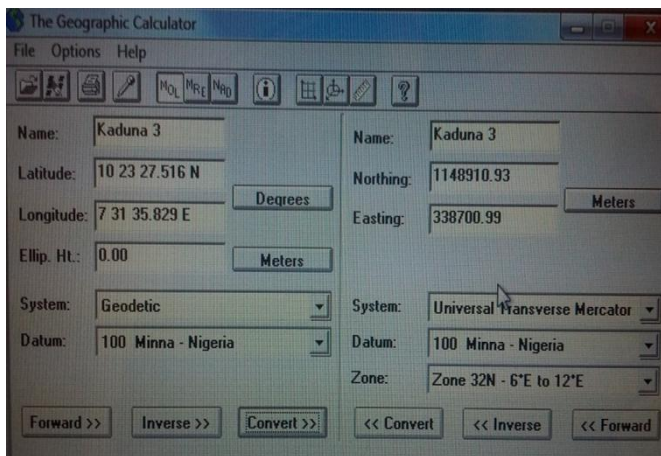 The Geographic Calculator
File Options Help
MOL MRE NAD
Name: Kaduna 3
Latitude: 10 23 27.516 N
Degrees
Longitude: 7 31 35.829 E
Ellip. Ht.: 0.00
Meters
System: Geodetic
Datum: 100 Minna - Nigeria
Forward >> Inverse >> Convert >>
Name: Kaduna 3
Northing: 1148910.93
Meters
Easting: 338700.99
System: Universal Transverse Mercator
Datum: 100 Minna - Nigeria
Zone: Zone 32N - 6°E to 12°E
<< Convert << Inverse << Forward